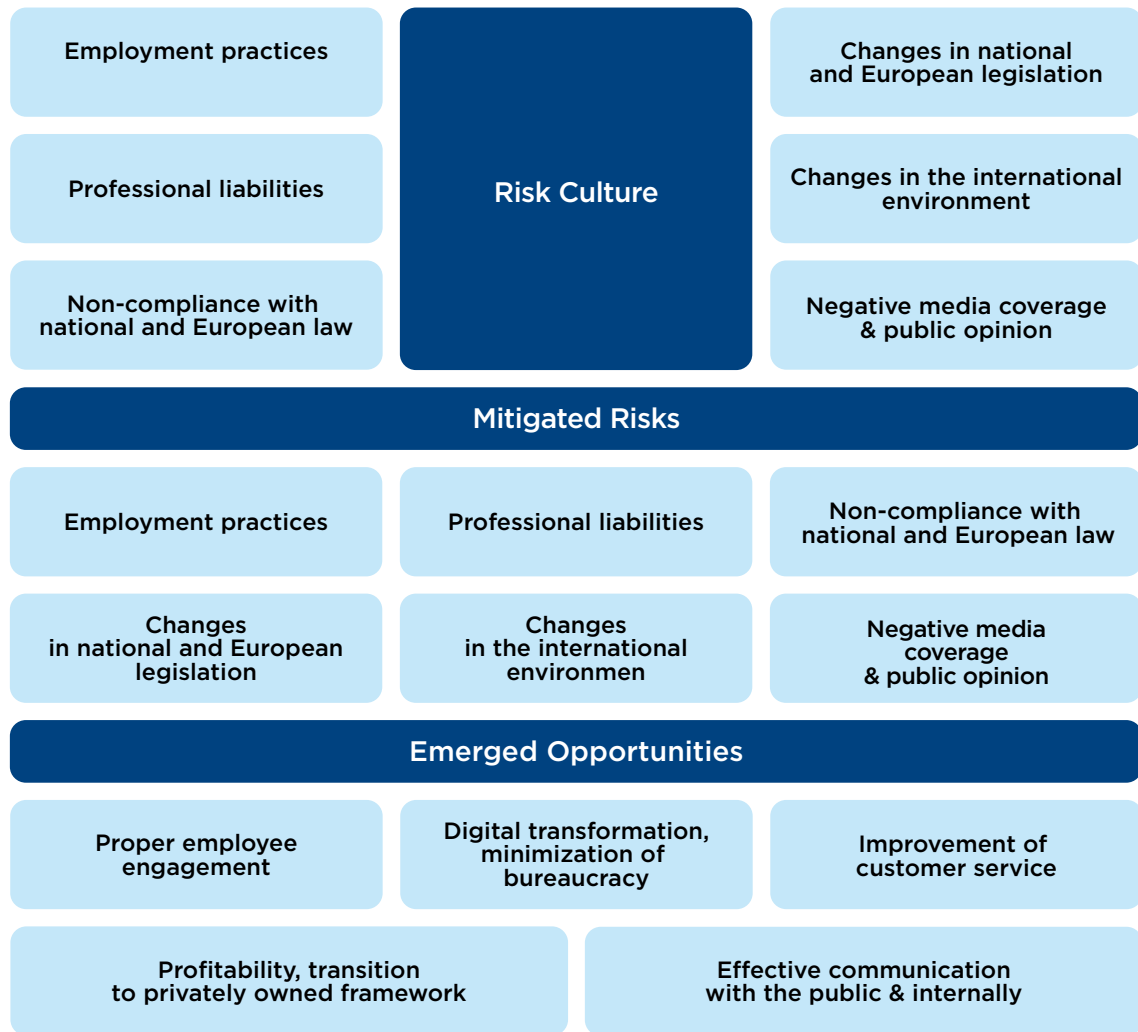 Employment practices
Risk Culture
Changes in national
and European legislation
Professional liabilities
Changes in the international
environment
Non-compliance with
national and European law
Negative media coverage
& public opinion
Mitigated Risks
Employment practices
Professional liabilities
Non-compliance with
national and European law
Changes
in national and European
legislation
Changes
in the international
environmen
Negative media
coverage
& public opinion
Emerged Opportunities
Proper employee
engagement
Digital transformation,
minimization of
bureaucracy
Improvement of
customer service
Profitability, transition
to privately owned framework
Effective communication
with the public & internally